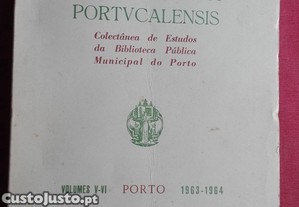 PORTVCALENSIS
Colectânea de Estudos
da Biblioteca Pública
Municipal do Porto
VOLUMES V-VI PORTO 1963-1964
CustoJusto.pt